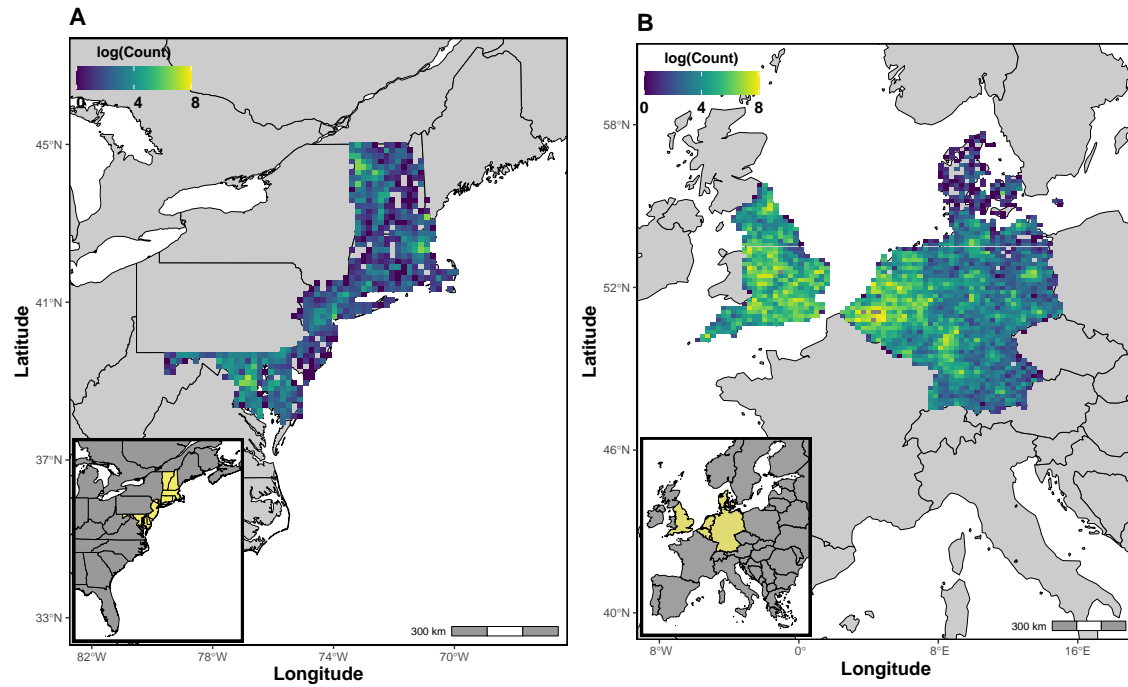 A
log(Count)
0 4 8
45°N
41°N
37°N
33°N
Latitude
300 km
82°W 78°W 74°W 70°W
Longitude
B
log(Count)
0 4 8
58°N
52°N
46°N
40°N
Latitude
300 km
8°W 0° 8°E 16°E
Longitude